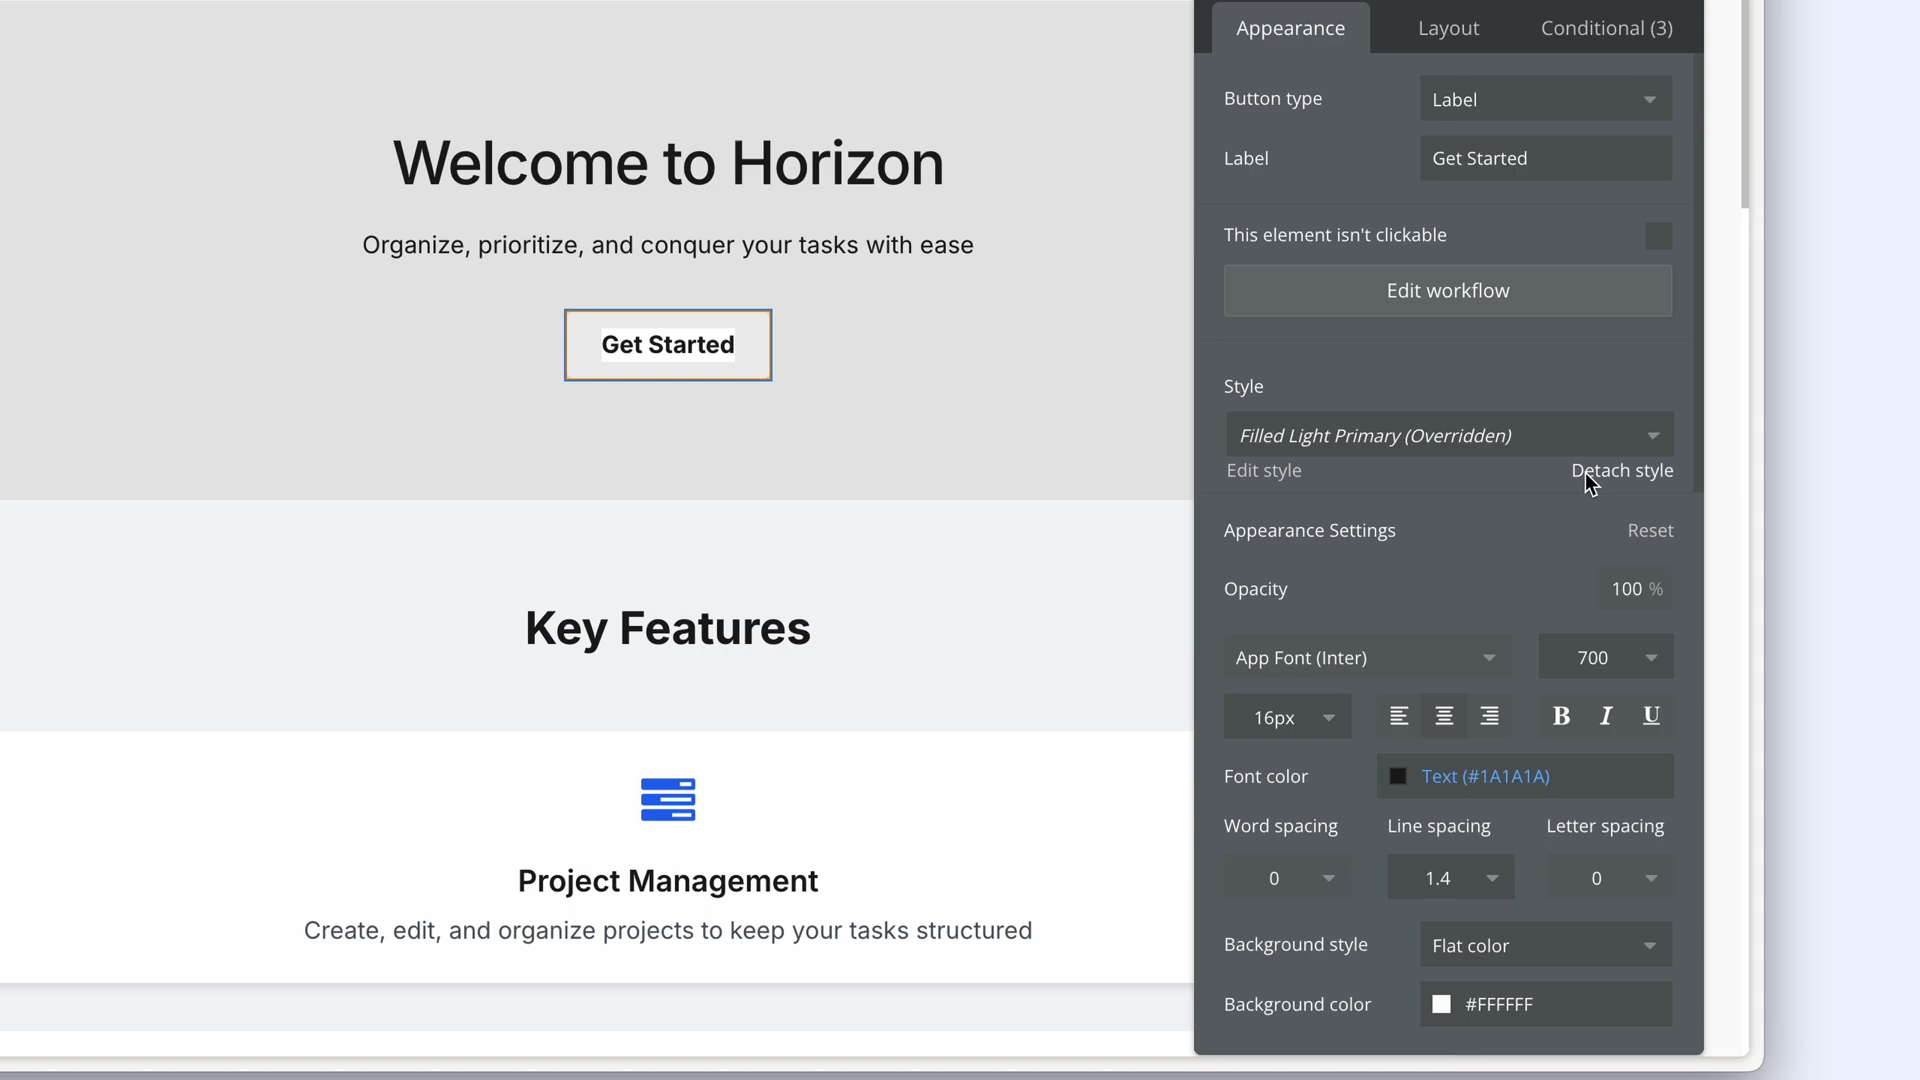 Welcome to Horizon
Organize, prioritize, and conquer your tasks with ease
Get Started
Key Features
Project Management
Create, edit, and organize projects to keep your tasks structured
Appearance Layout Conditional (3)
Button type Label
Label Get Started
This element isn't clickable
Edit workflow
Style
Filled Light Primary (Overridden)
Edit style Detach style
Appearance Settings Reset
Opacity 100 %
App Font (Inter) 700
16px B I U
Font color Text (#1A1A1A)
Word spacing Line spacing Letter spacing
0 1.4 0
Background style Flat color
Background color #FFFFFF